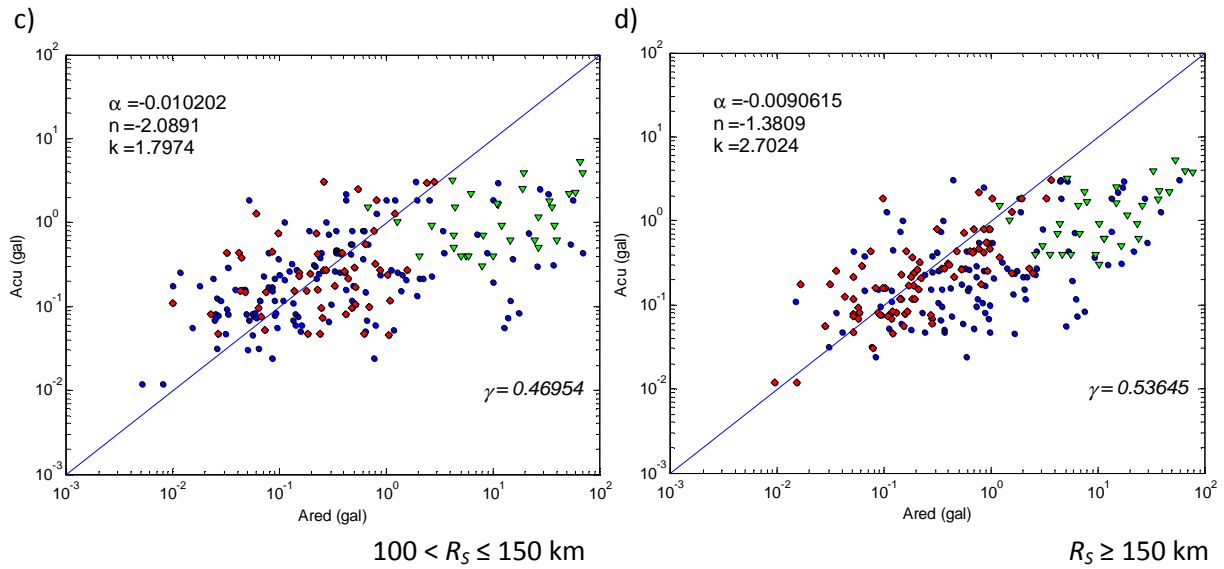 c)
α =-0.010202
n=-2.0891
k =1.7974
γ = 0.46954
10^2
10^1
10^0
10^-1
10^-2
10^-3
Acu (gal)
10^-3 10^-2 10^-1 10^0 10^1 10^2
Ared (gal)
100 < R_S ≤ 150 km
d)
α =-0.0090615
n=-1.3809
k =2.7024
γ = 0.53645
10^2
10^1
10^0
10^-1
10^-2
10^-3
Acu (gal)
10^-3 10^-2 10^-1 10^0 10^1 10^2
Ared (gal)
R_S ≥ 150 km